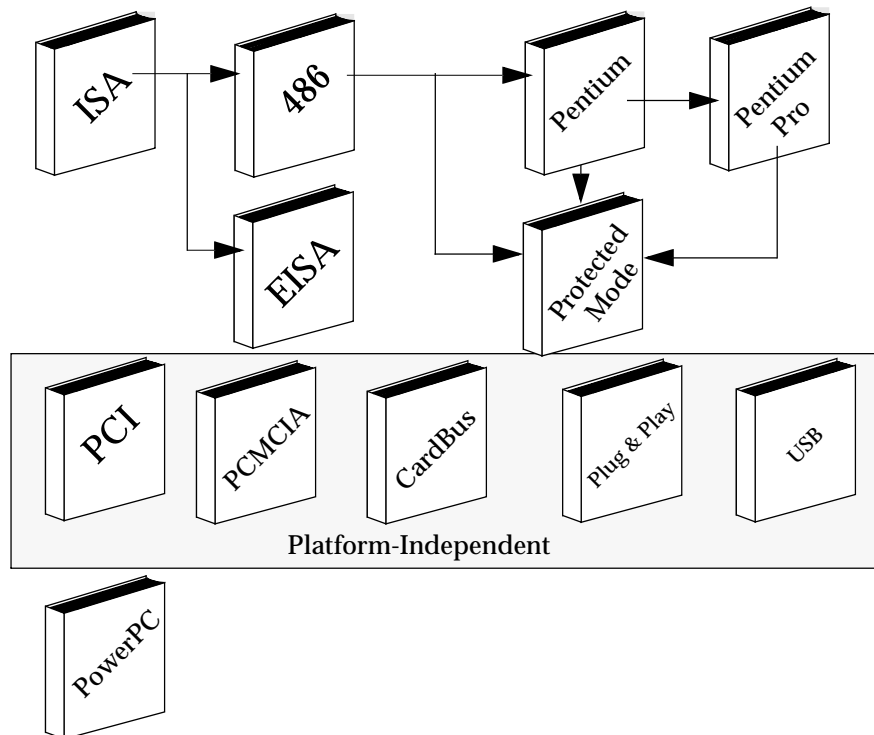 ISA
486
Pentium
Pentium
Pro
EISA
Protected
Mode
PCI
PCMCIA
CardBus
Plug & Play
USB
Platform-Independent
PowerPC